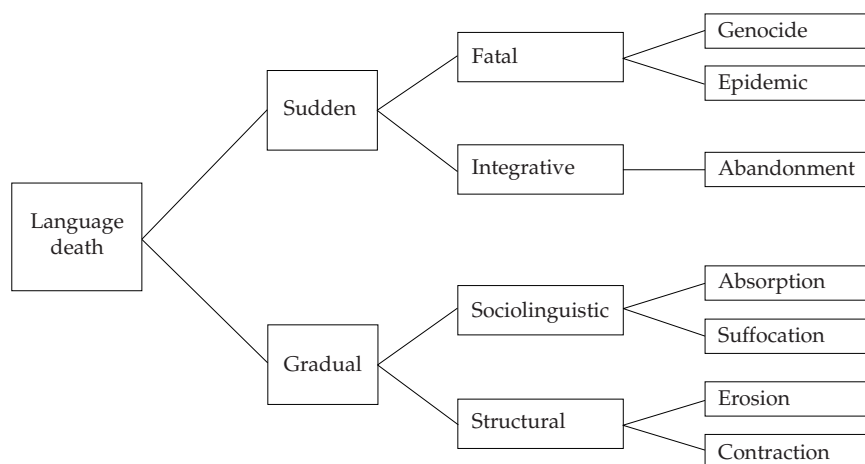 Language
death
Sudden
Gradual
Fatal
Integrative
Sociolinguistic
Structural
Genocide
Epidemic
Abandonment
Absorption
Suffocation
Erosion
Contraction